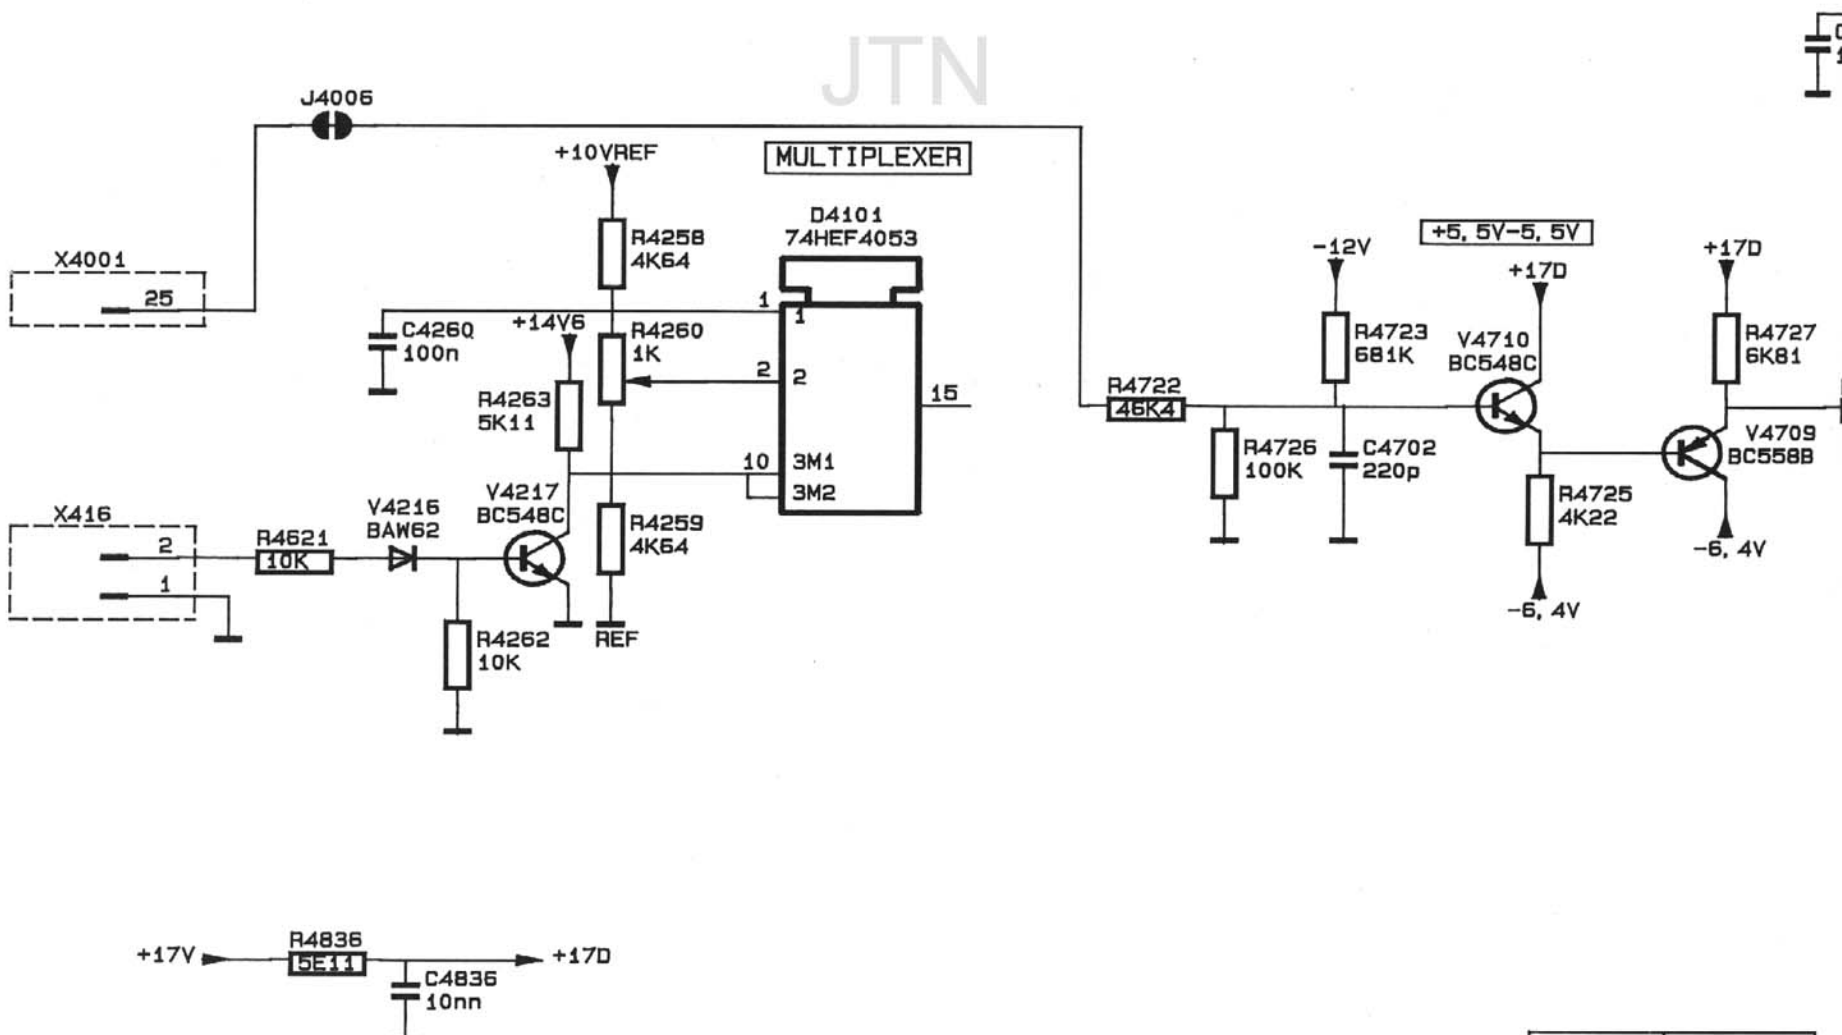 JTN
J4006
+10VREF
MULTIPLEXER
R4258
4K64
D4101
74HEF4053
X4001
25
C4260
100n
+14V6
R4260
1K
1
1
2
2
15
R4263
5K11
10
3M1
3M2
X416
2
1
R4621
10K
V4216
BAW62
V4217
BC548C
R4259
4K64
REF
R4262
10K
-12V
+5,5V-5,5V
+17D
+17D
R4723
681K
V4710
BC548C
R4727
6K81
R4722
46K4
R4726
100K
C4702
220p
V4709
BC558B
R4725
4K22
-6,4V
-6,4V
+17V
R4836
5E11
+17D
C4836
10nn